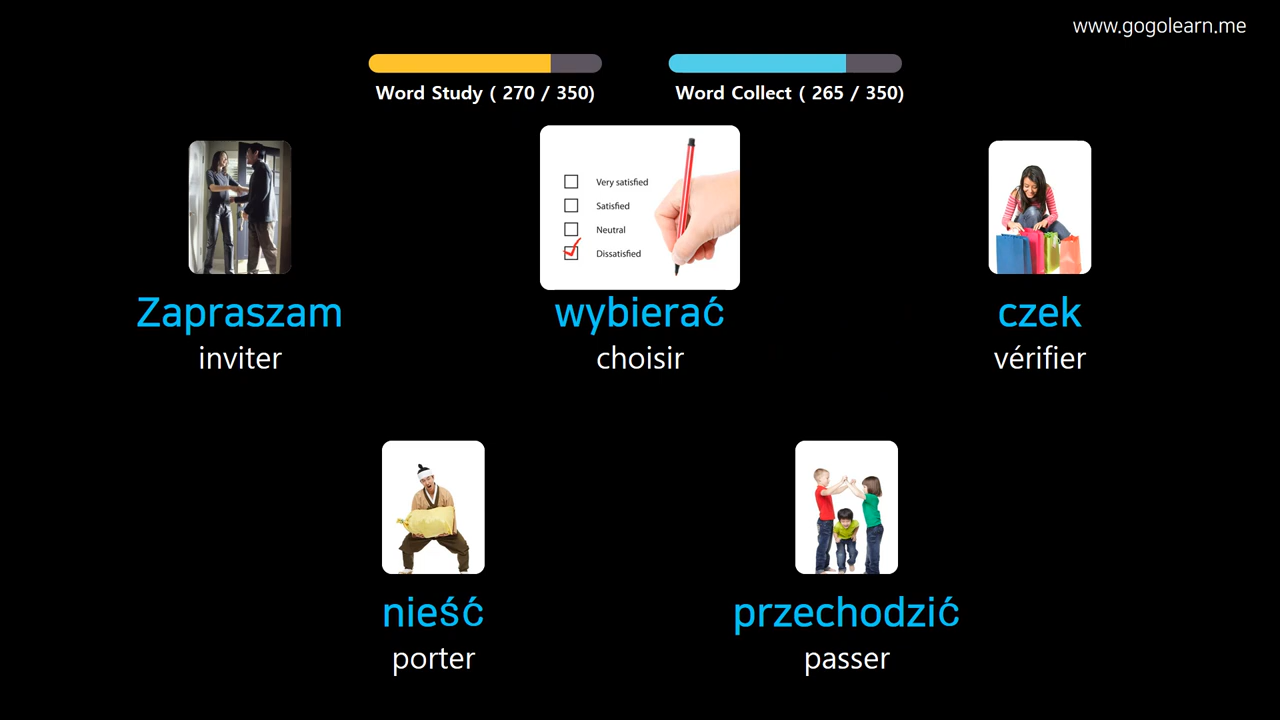 www.gogolearn.me
Word Study ( 270 / 350)
Word Collect ( 265 / 350)
Very satisfied
Satisfied
Neutral
Dissatisfied
Zapraszam
inviter
wybierać
choisir
czek
vérifier
nieść
porter
przechodzić
passer